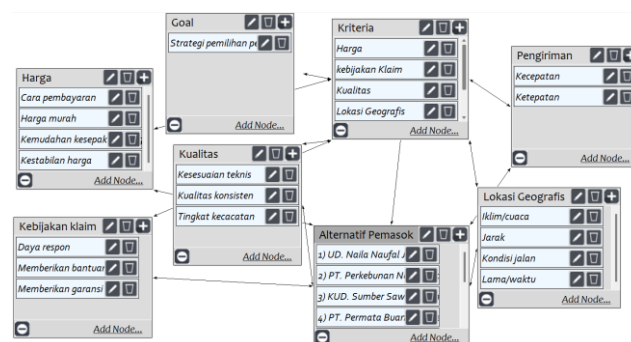 Goal
Strategi pemilihan pe
Add Node...
Kriteria
Harga
kebijakan Klaim
Kualitas
Lokasi Geografis
Add Node...
Pengiriman
Kecepatan
Ketepatan
Add Node...
Harga
Cara pembayaran
Harga murah
Kemudahan kesepak
Kestabilan harga
Add Node...
Kualitas
Kesesuaian teknis
Kualitas konsisten
Tingkat kecacatan
Add Node...
Lokasi Geografis
Iklim/cuaca
Jarak
Kondisi jalan
Lama/waktu
Add Node...
Kebijakan klaim
Daya respon
Memberikan bantuan
Memberikan garansi
Add Node...
Alternatif Pemasok
1) UD. Naila Naufal J
2) PT. Perkebunan N
3) KUD. Sumber Saw
4) PT. Permata Buan
Add Node...